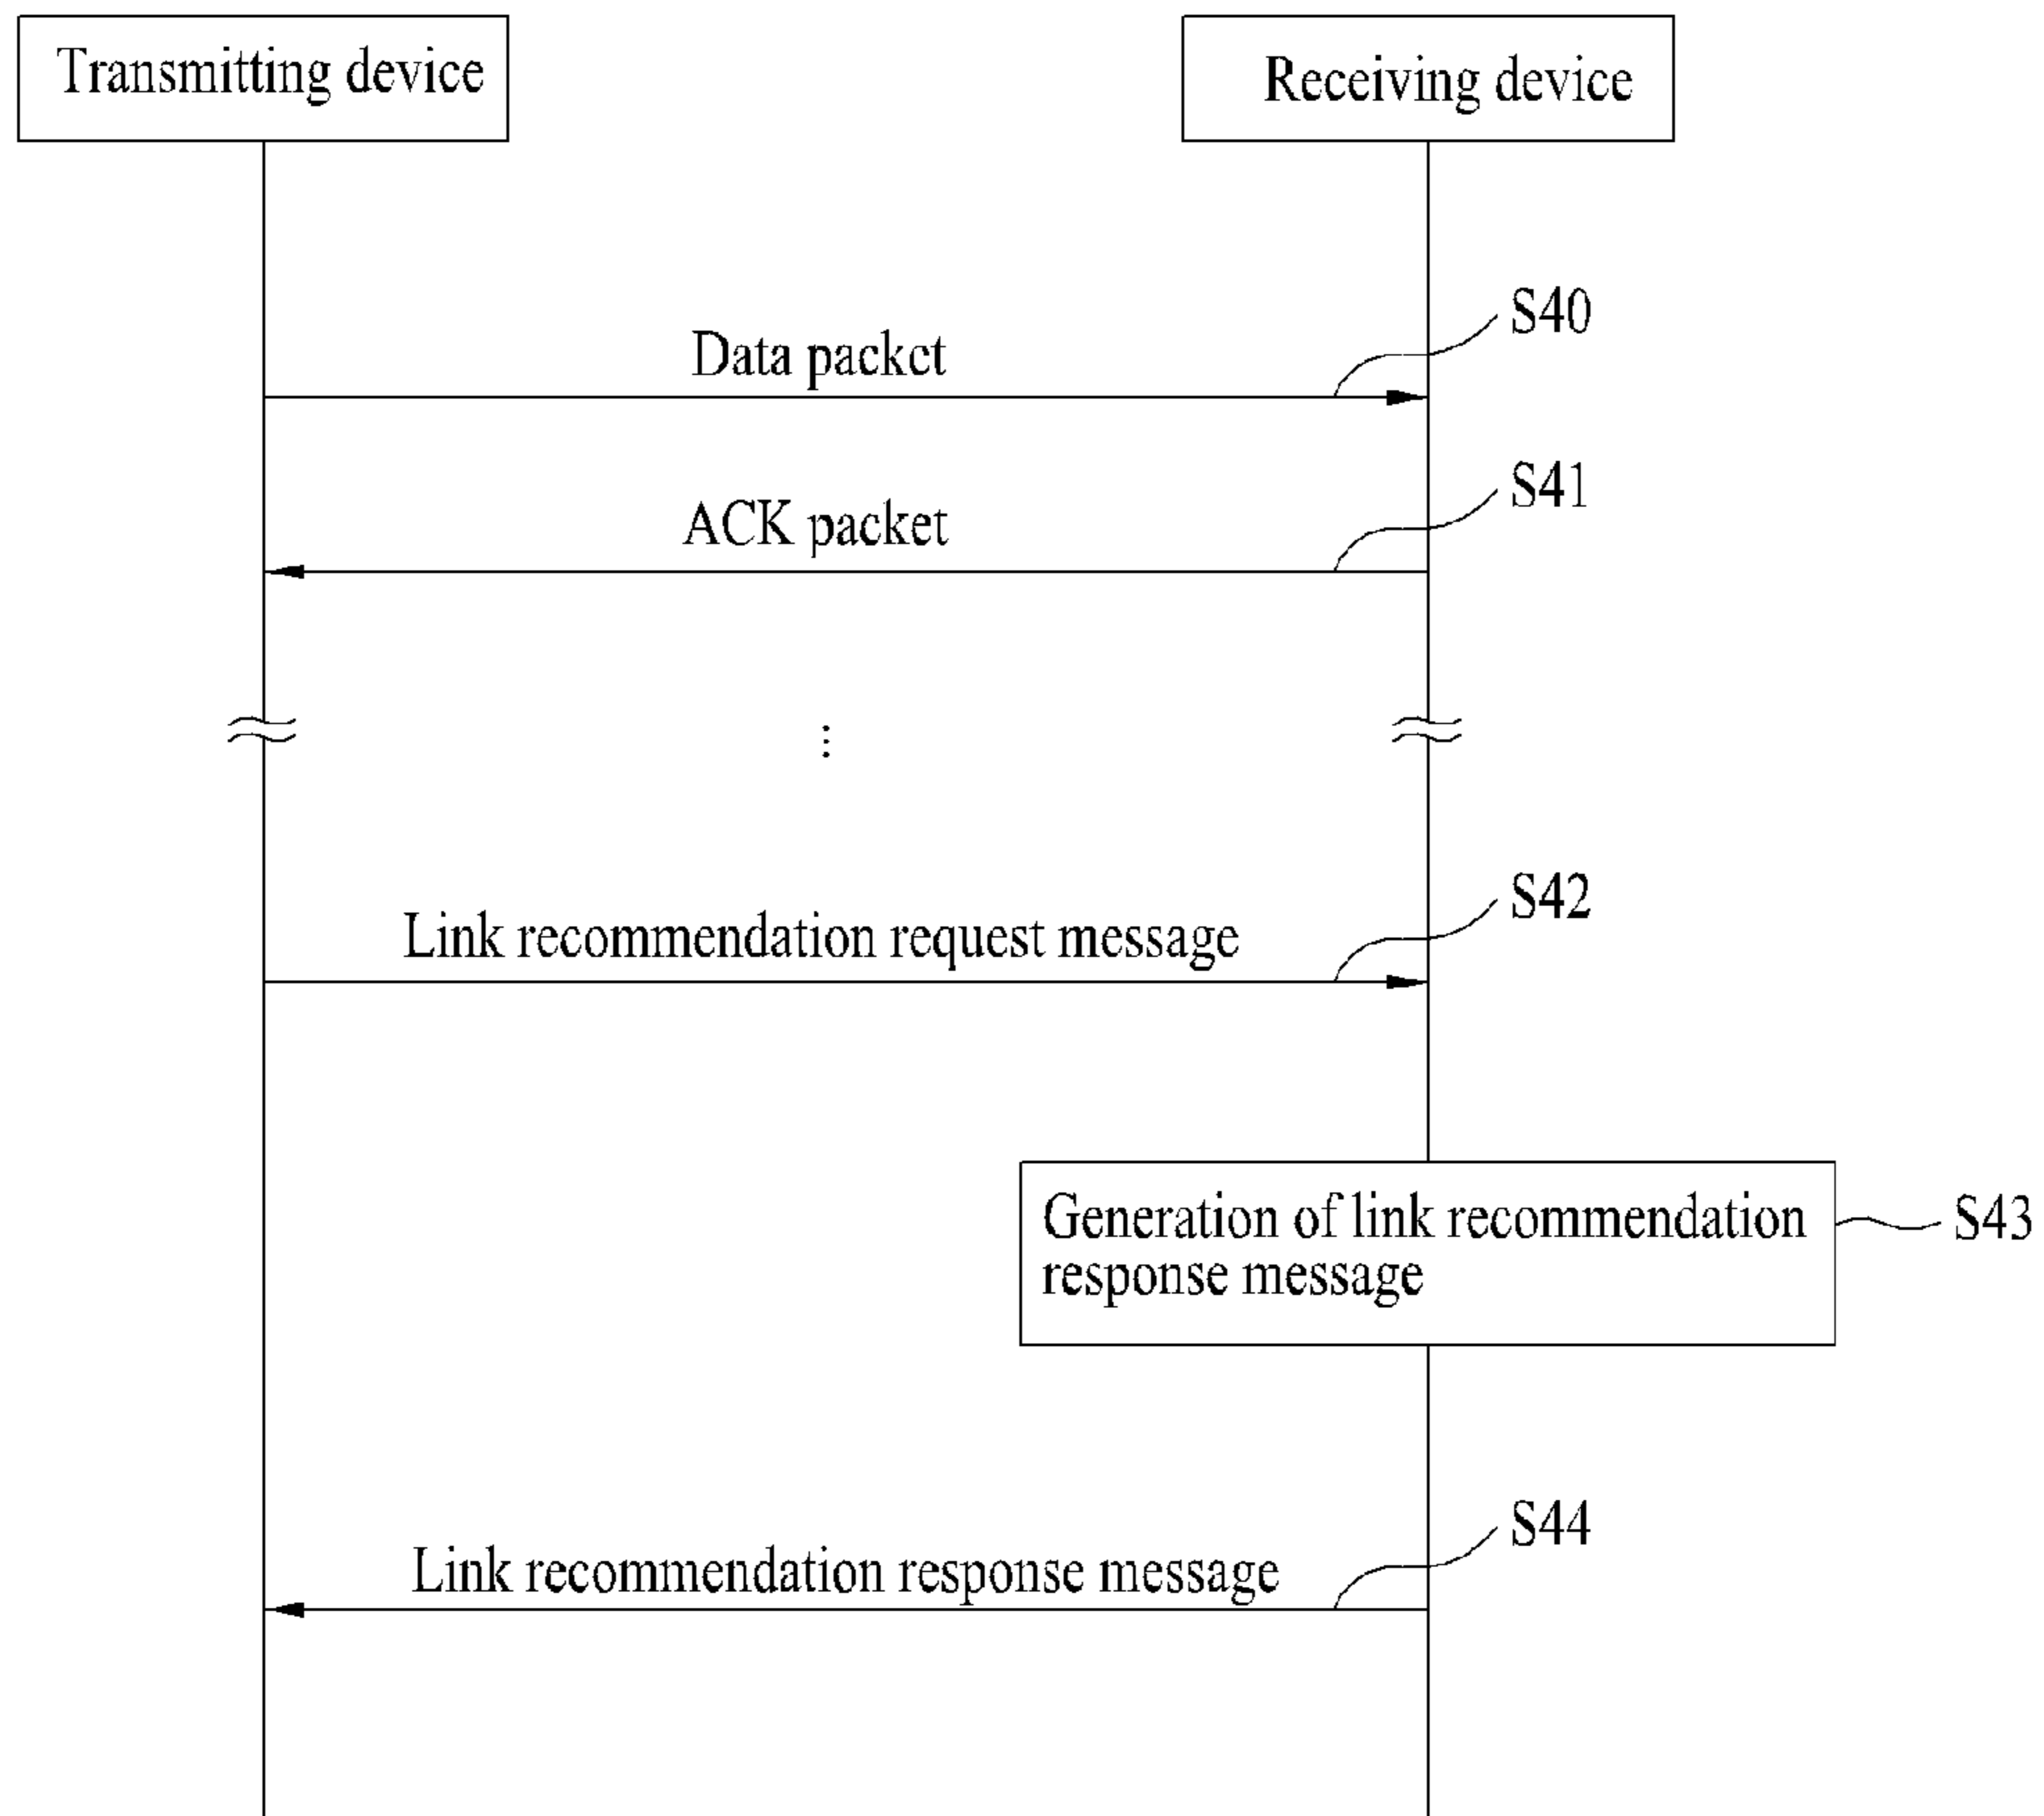 Transmitting device
Receiving device
S40
Data packet
S41
ACK packet
⋮
S42
Link recommendation request message
Generation of link recommendation
response message
S43
S44
Link recommendation response message